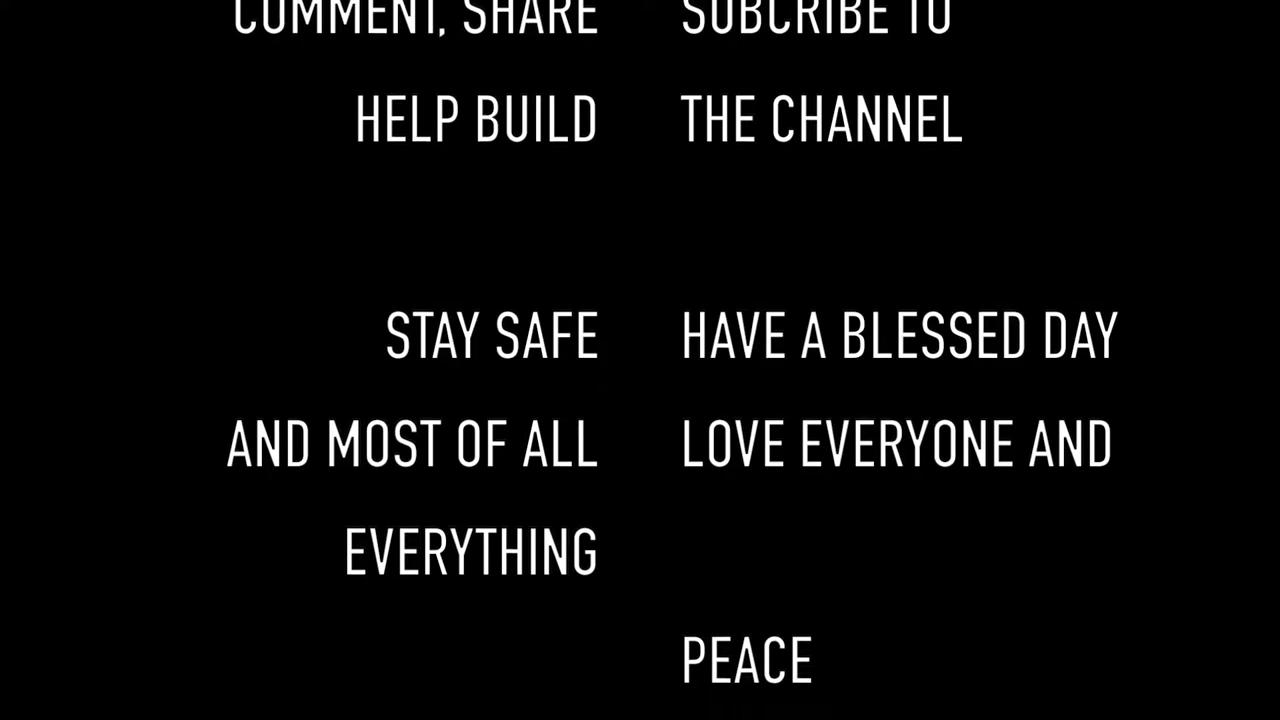 COMMENT, SHARE SUBCRIBE TO
HELP BUILD THE CHANNEL
STAY SAFE HAVE A BLESSED DAY
AND MOST OF ALL LOVE EVERYONE AND
EVERYTHING
PEACE